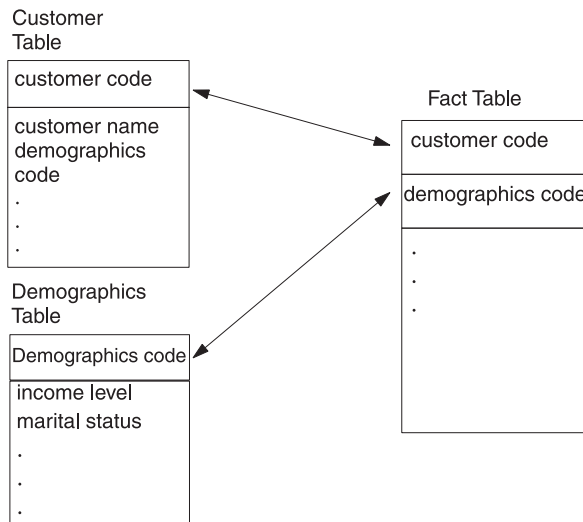 Customer
Table
customer code
customer name
demographics
code
.
.
.
Demographics
Table
Demographics code
income level
marital status
.
.
.
Fact Table
customer code
demographics code
.
.
.